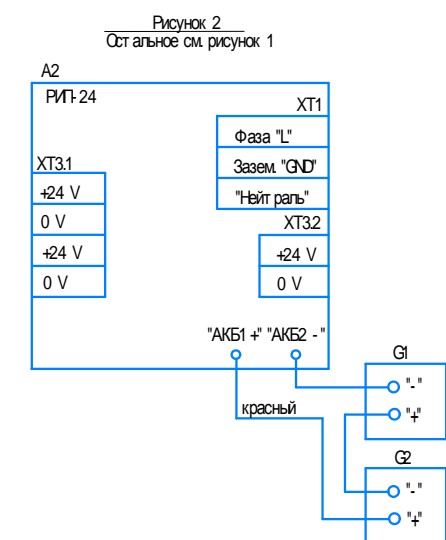 Рисунок 2
Остальное см. рисунок 1
А2
РИП-24
ХТ1
Фаза "L"
Зазем. "GND"
"Нейтраль"
ХТ3.1
+24 V
0 V
+24 V
0 V
ХТ3.2
+24 V
0 V
"АКБ1 +" "АКБ2 - "
G1
"-"
"+"
красный
G2
"-"
"+"